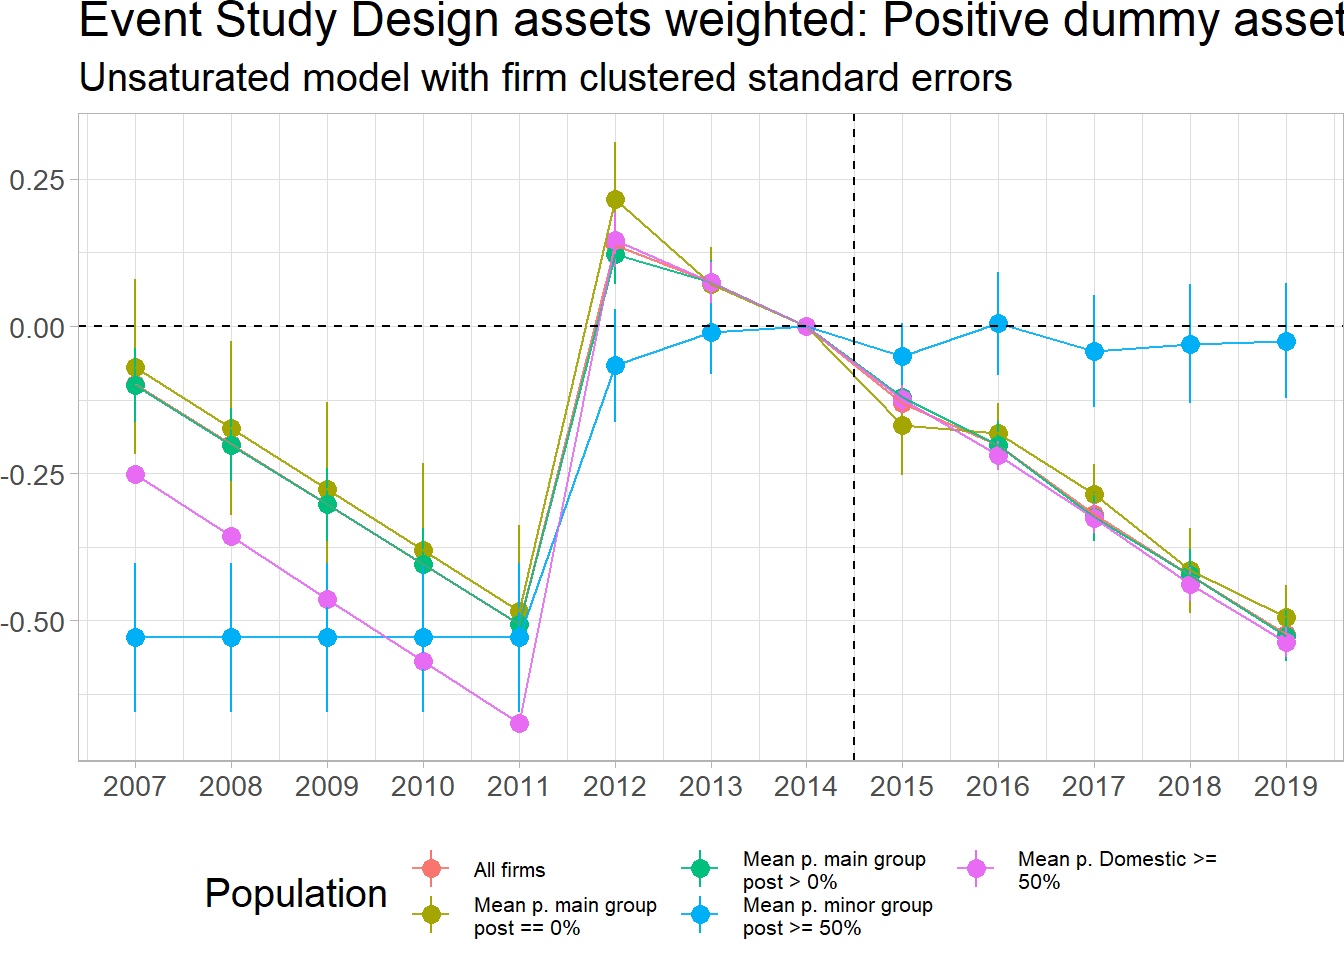 Event Study Design assets weighted: Positive dummy asset
Unsaturated model with firm clustered standard errors
0.25
0.00
-0.25
-0.50
2007 2008 2009 2010 2011 2012 2013 2014 2015 2016 2017 2018 2019
Population
All firms
Mean p. main group
post == 0%
Mean p. main group
post > 0%
Mean p. minor group
post >= 50%
Mean p. Domestic >=
50%